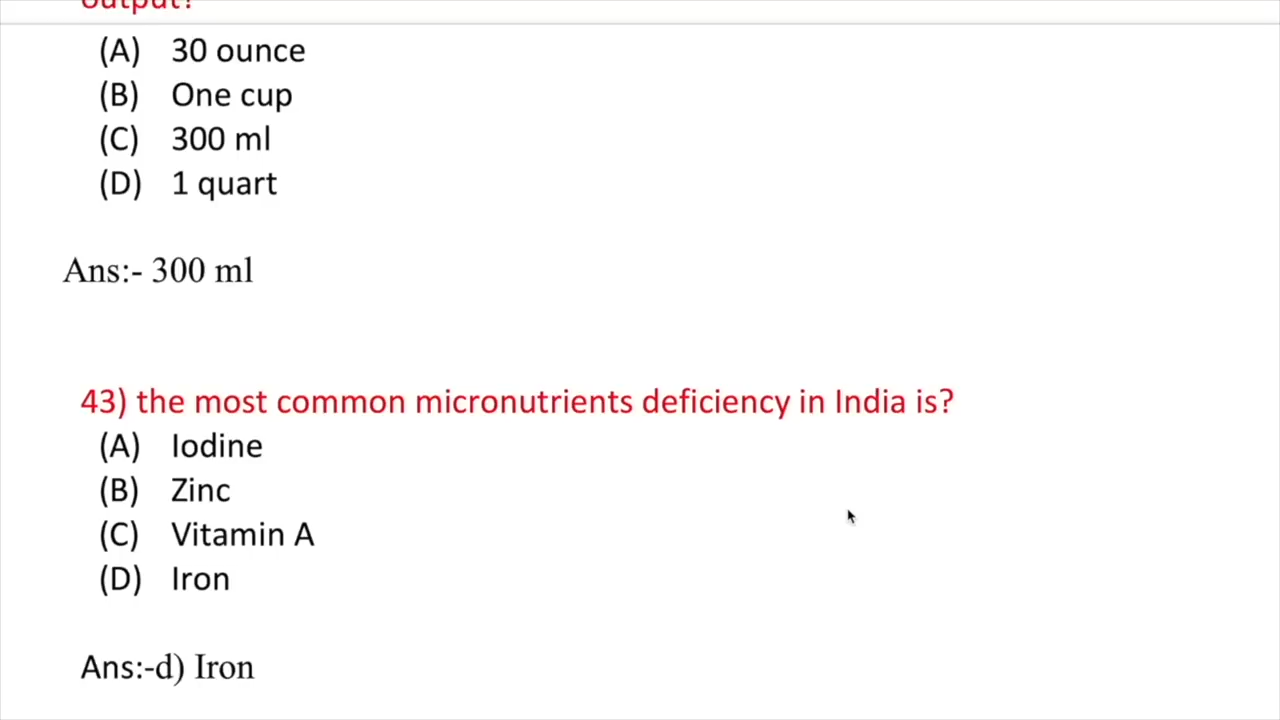 output?
(A) 30 ounce
(B) One cup
(C) 300 ml
(D) 1 quart
Ans:- 300 ml
43) the most common micronutrients deficiency in India is?
(A) Iodine
(B) Zinc
(C) Vitamin A
(D) Iron
Ans:-d) Iron